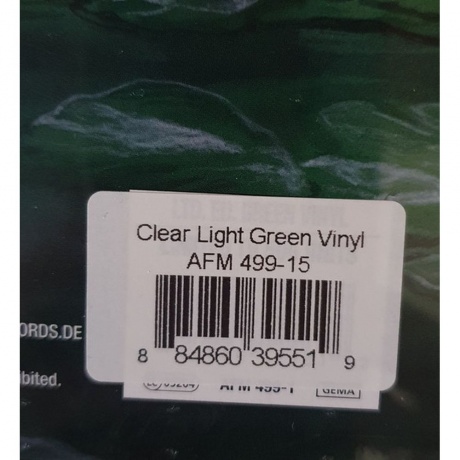 Clear Light Green Vinyl
AFM 499-15
ORDS.DE
8 84860 39551 9
ibited.
AFM 499-1
GEMA